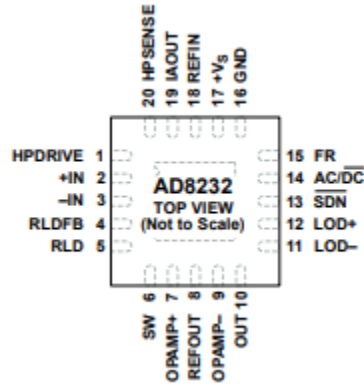 20 HPSENSE
19 IAOUT
18 REFIN
17 +VS
16 GND
HPDRIVE 1
+IN 2
–IN 3
RLDFB 4
RLD 5
AD8232
TOP VIEW
(Not to Scale)
15 FR
14 AC/DC
13 SDN
12 LOD+
11 LOD–
SW 6
OPAMP+ 7
REFOUT 8
OPAMP– 9
OUT 10